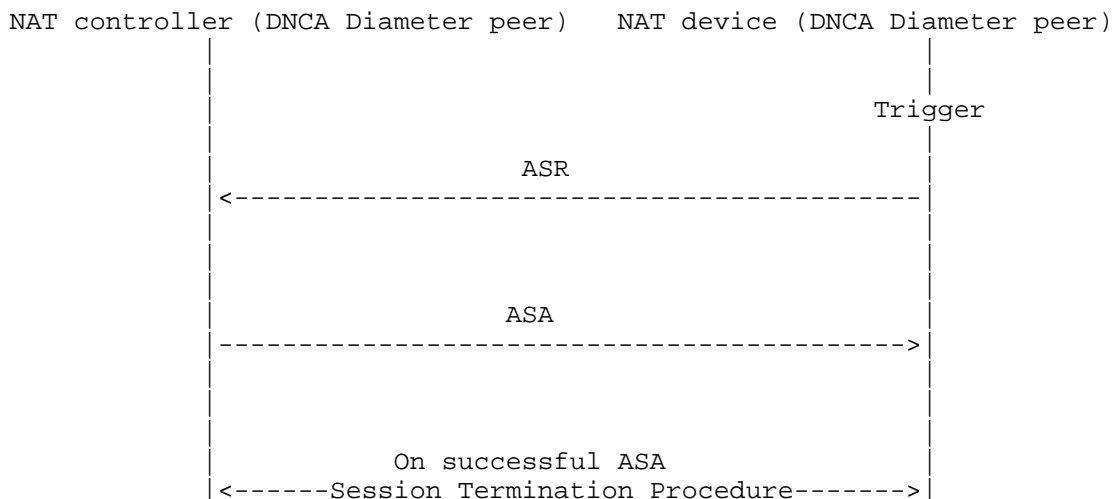 NAT controller (DNCA Diameter peer) NAT device (DNCA Diameter peer)
Trigger
ASR
ASA
On successful ASA
Session Termination Procedure